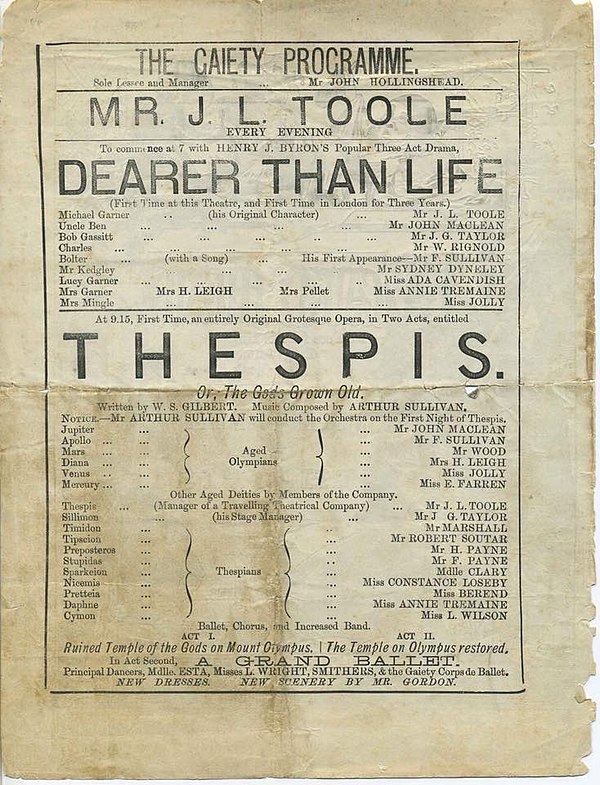 THE GAIETY PROGRAMME.
Sole Lessee and Manager ... Mr JOHN HOLLINGSHEAD.
MR. J. L. TOOLE
EVERY EVENING
To commence at 7 with HENRY J. BYRON'S Popular Three Act Drama,
DEARER THAN LIFE
(First Time at this Theatre, and First Time in London for Three Years.)
Michael Garner .. (his Original Character) ... Mr J. L. TOOLE
Uncle Ben ... ... ... ... Mr JOHN MACLEAN
Bob Gassitt ... ... ... ... ... Mr J. G. TAYLOR
Charles ... ... ... ... ... Mr W. RIGNOLD
Bolter ... (with a Song) ... His First Appearance—Mr F. SULLIVAN
Mr Kedgley ... ... ... Mr SYDNEY DYNELEY
Lucy Garner ... ... ... ... ... Miss ADA CAVENDISH
Mrs Garner Mrs H. LEIGH Mrs Pellet Miss ANNIE TREMAINE
Mrs Mingle ... ... ... ... ... Miss JOLLY
At 9.15, First Time, an entirely Original Grotesque Opera, in Two Acts, entitled
THESPIS.
Or, The Gods Grown Old.
Written by W. S. GILBERT. Music Composed by ARTHUR SULLIVAN.
NOTICE.—Mr ARTHUR SULLIVAN will conduct the Orchestra on the First Night of Thespis.
Jupiter ... ... Mr JOHN MACLEAN
Apollo ... ... ... Mr F. SULLIVAN
Mars ... ... Aged ... Mr WOOD
Diana ... ... Olympians ... Mrs H. LEIGH
Venus .. ... ... Miss JOLLY
Mercury ... ... ... Miss E. FARREN
Other Aged Deities by Members of the Company.
Thespis ... (Manager of a Travelling Theatrical Company) ... Mr J. L. TOOLE
Sillimon ... (his Stage Manager) ... Mr J G. TAYLOR
Timidon ... ... Mr MARSHALL
Tipscion ... ... Mr ROBERT SOUTAR
Preposteros ... ... Mr H. PAYNE
Stupidas ... ... Mr F. PAYNE
Sparkeion ... Thespians ... Mdlle CLARY
Nicemis ... ... Miss CONSTANCE LOSEBY
Pretteia ... ... Miss BEREND
Daphne ... ... Miss ANNIE TREMAINE
Cymon ... ... Miss L. WILSON
Ballet, Chorus, and Increased Band.
ACT I. ACT II.
Ruined Temple of the Gods on Mount Olympus. | The Temple on Olympus restored.
In Act Second, A GRAND BALLET.
Principal Dancers, Mdlle. ESTA, Misses L. WRIGHT, SMITHERS, & the Gaiety Corps de Ballet.
NEW DRESSES. NEW SCENERY BY MR. GORDON.